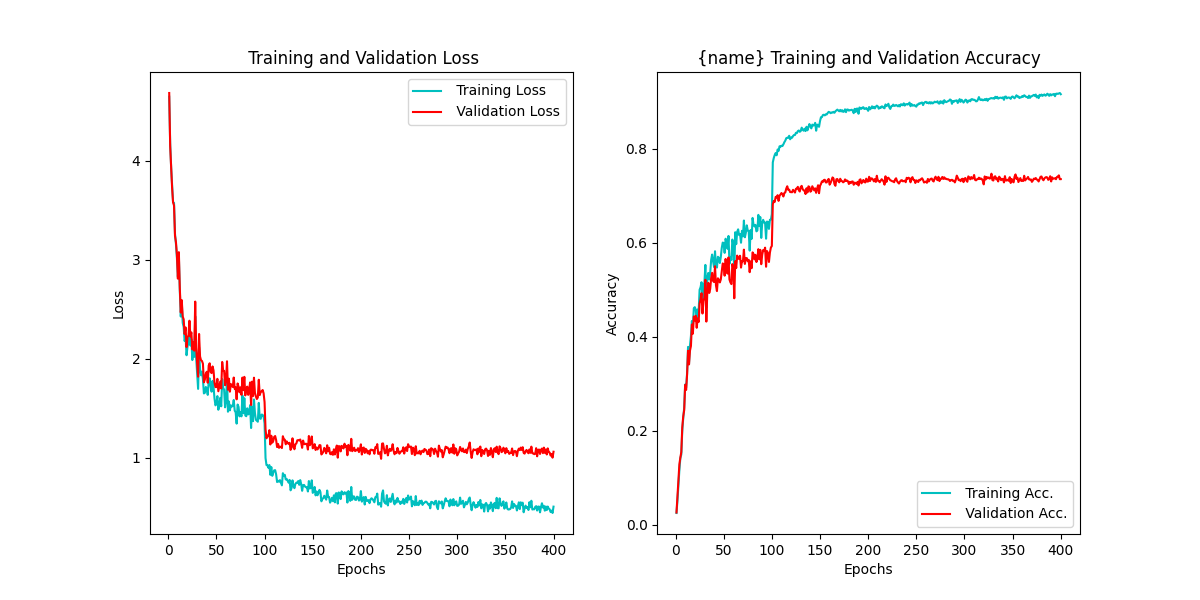 Training and Validation Loss
Training Loss
Validation Loss
4
3
2
1
Loss
0 50 100 150 200 250 300 350 400
Epochs
{name} Training and Validation Accuracy
0.8
0.6
0.4
0.2
0.0
Accuracy
Training Acc.
Validation Acc.
0 50 100 150 200 250 300 350 400
Epochs